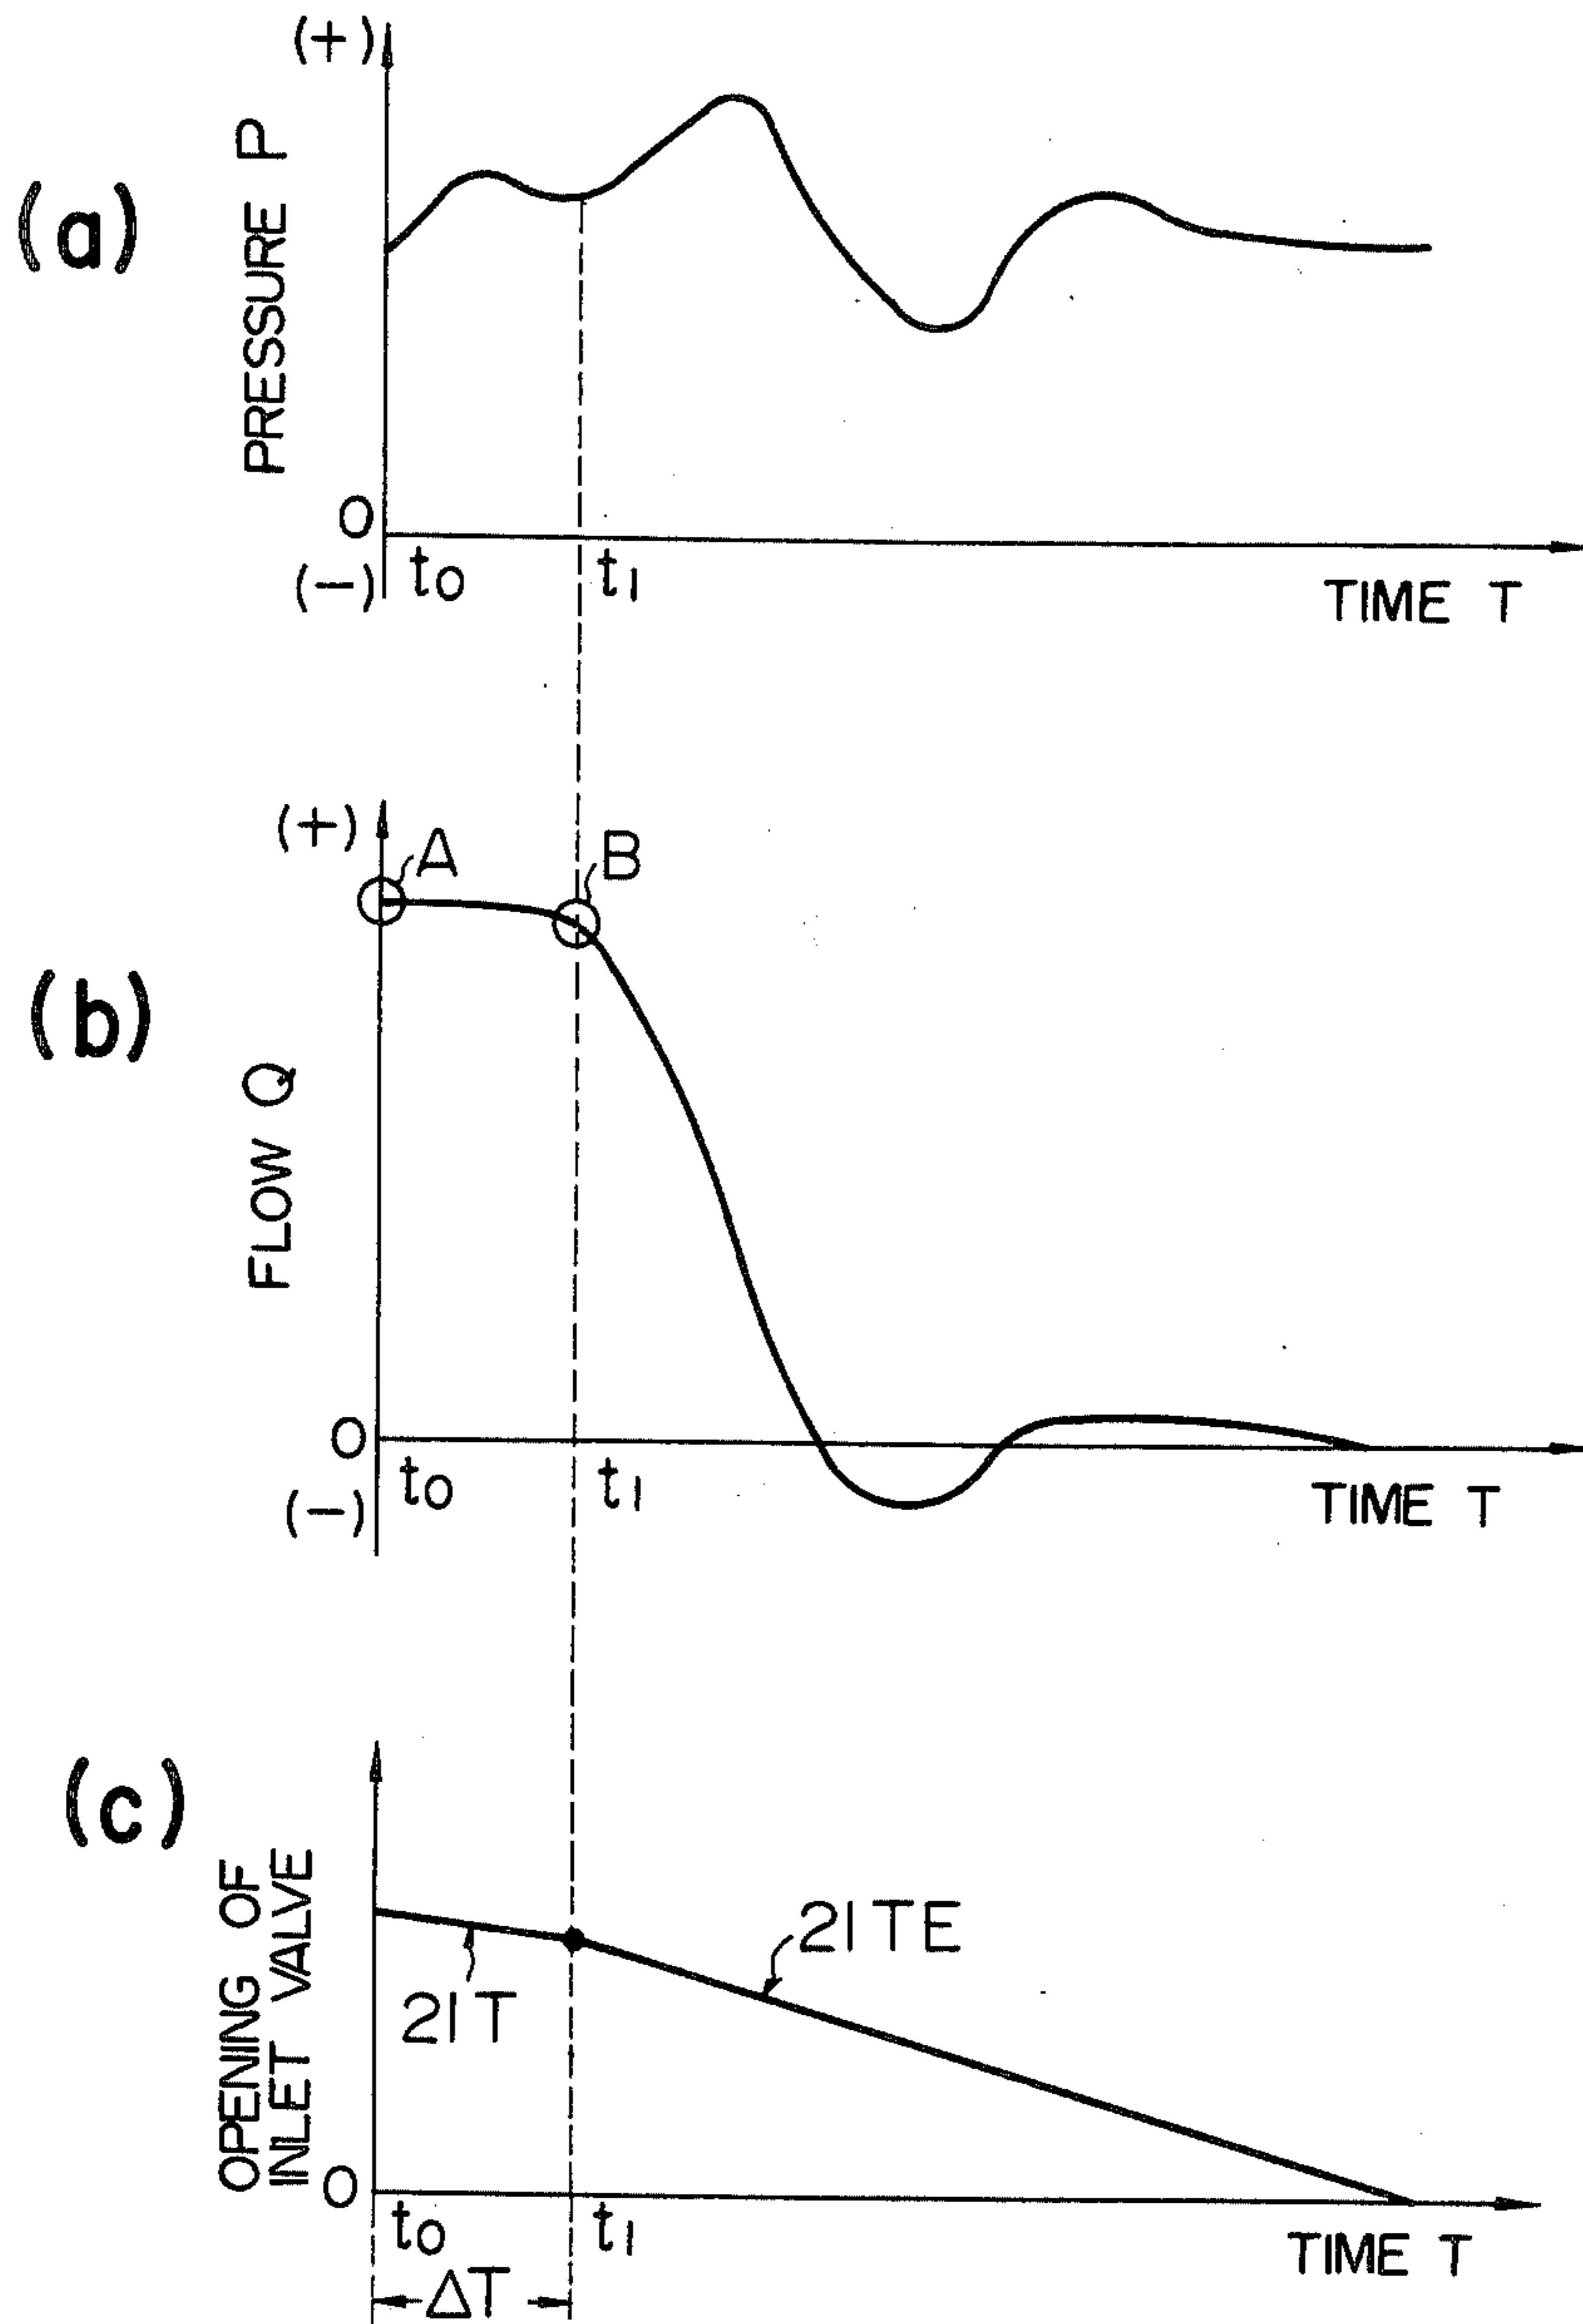 (a)
(+)
PRESSURE P
0
(-)
t0
t1
TIME T
(b)
(+)
A
B
FLOW Q
0
(-)
t0
t1
TIME T
(c)
OPENING OF
INLET VALVE
21T
21TE
0
t0
t1
TIME T
ΔT